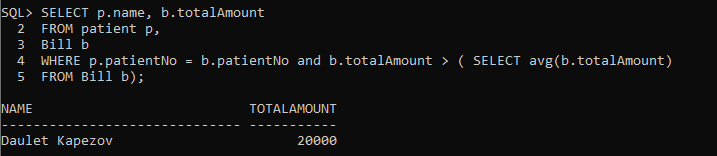 SQL> SELECT p.name, b.totalAmount
  2  FROM patient p,
  3  Bill b
  4  WHERE p.patientNo = b.patientNo and b.totalAmount > ( SELECT avg(b.totalAmount)
  5  FROM Bill b);
NAME                           TOTALAMOUNT
------------------------------ -----------
Daulet Kapezov                       20000